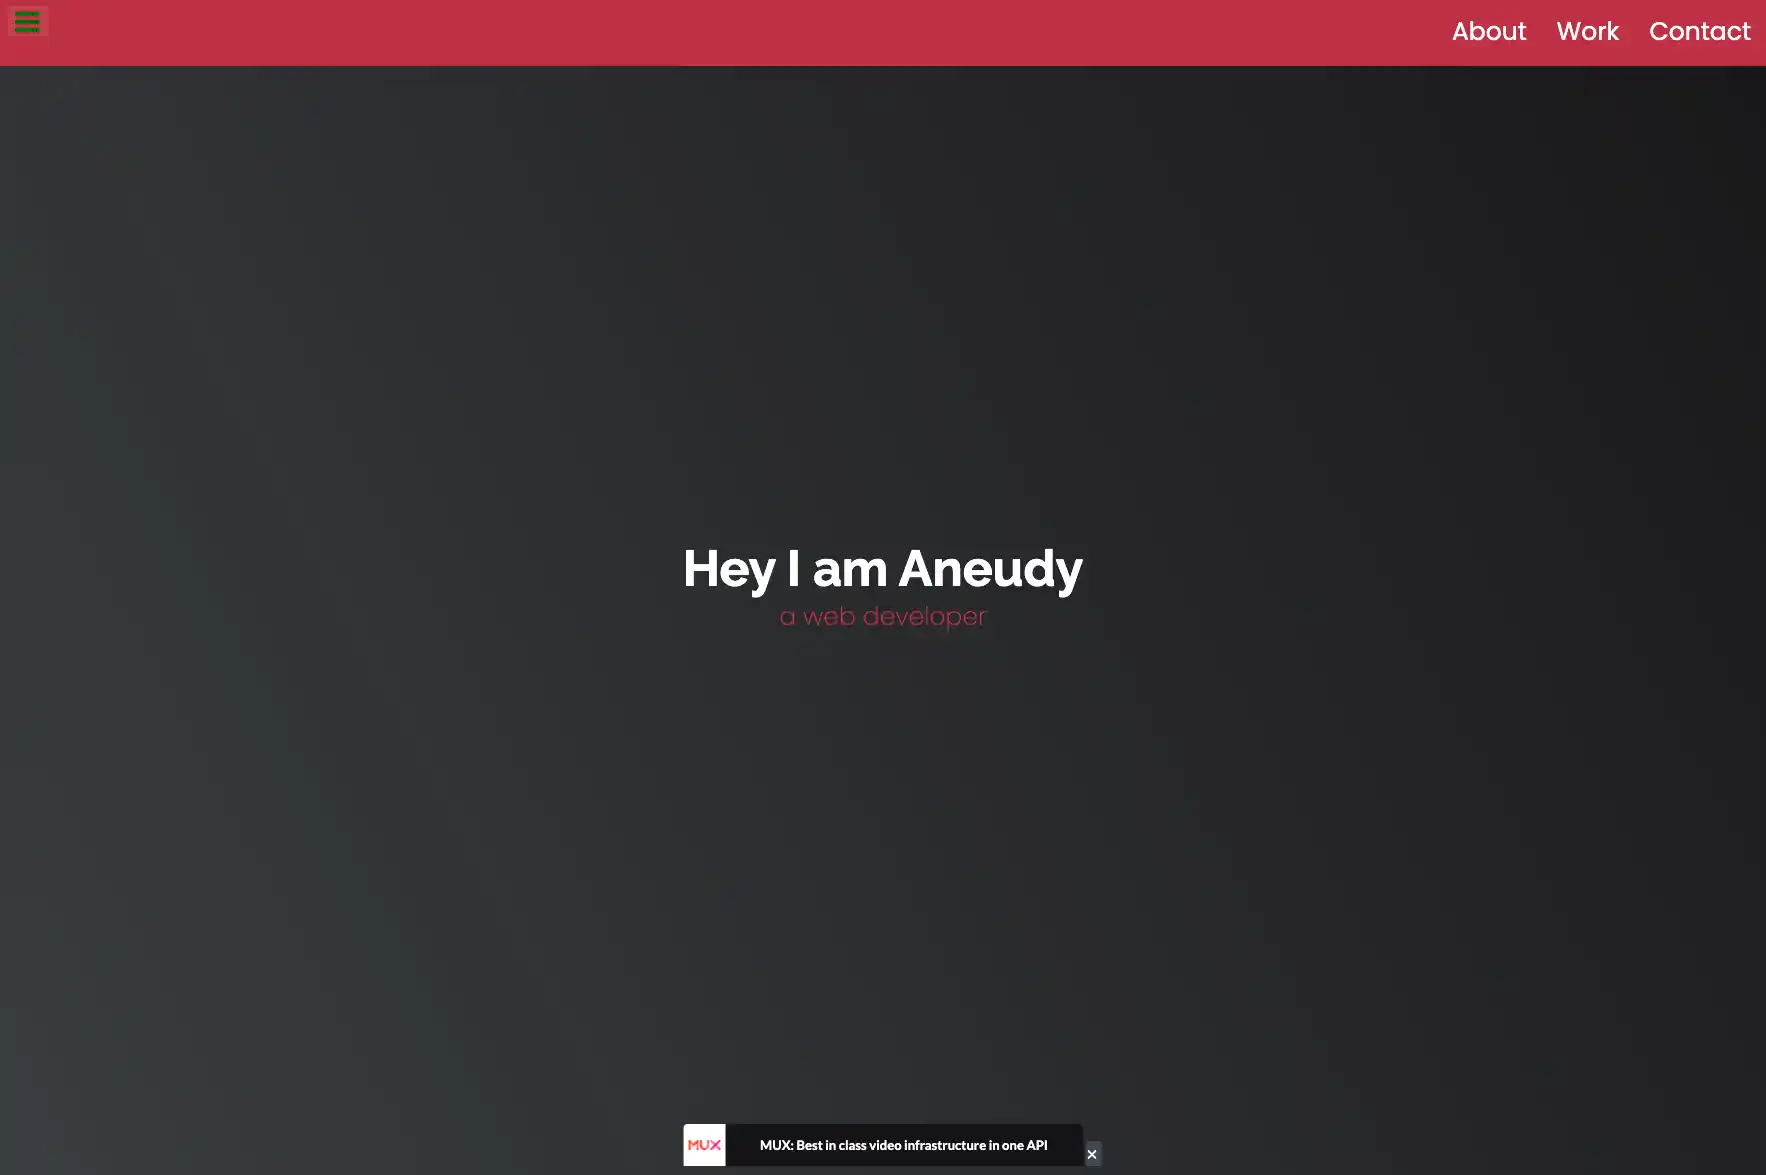 About Work Contact
Hey I am Aneudy
a web developer
MUX MUX: Best in class video infrastructure in one API